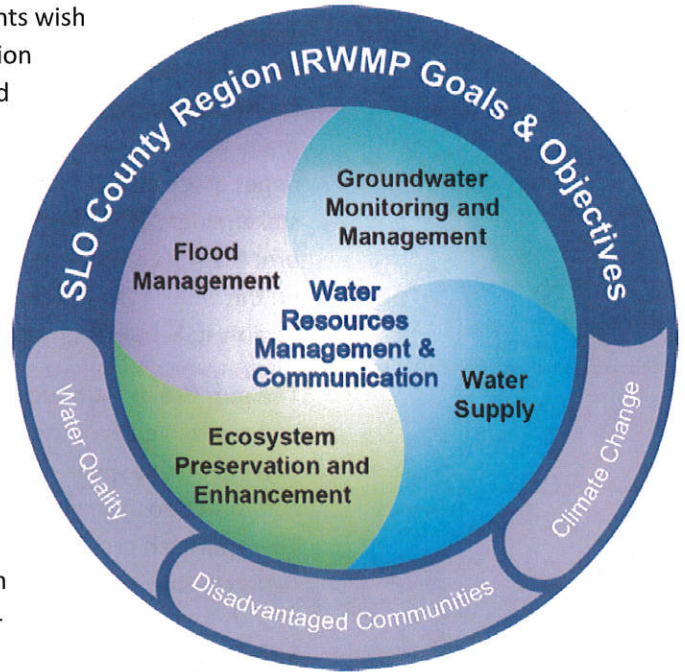 nts wish
ion
d
SLO County Region IRWMP Goals & Objectives
Groundwater
Monitoring and
Management
Flood
Management
Water
Resources
Management &
Communication
Water
Supply
Ecosystem
Preservation and
Enhancement
Water Quality
Disadvantaged Communities
Climate Change
n